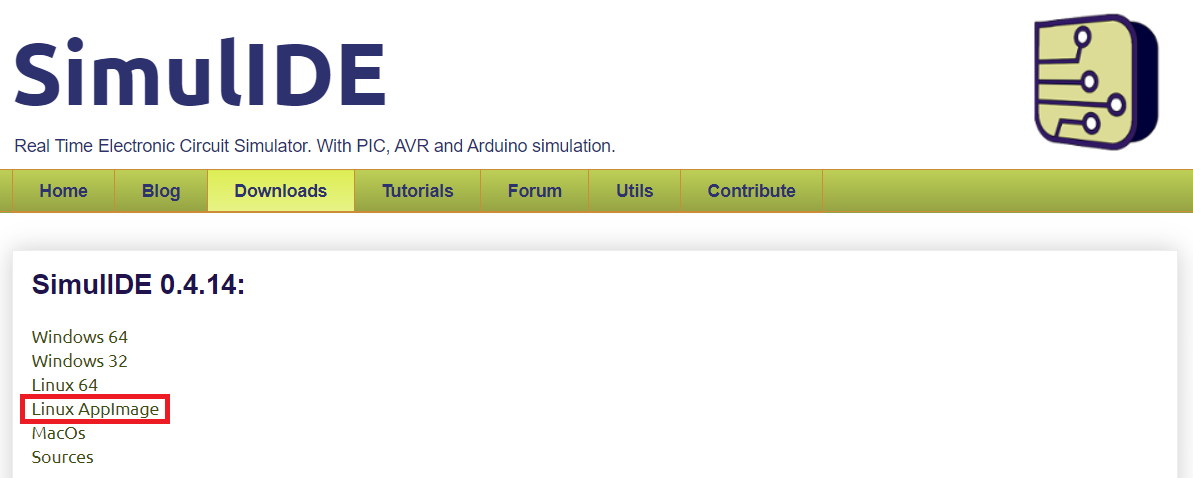 SimulIDE
Real Time Electronic Circuit Simulator. With PIC, AVR and Arduino simulation.
Home Blog Downloads Tutorials Forum Utils Contribute
SimulIDE 0.4.14:
Windows 64
Windows 32
Linux 64
Linux AppImage
MacOs
Sources